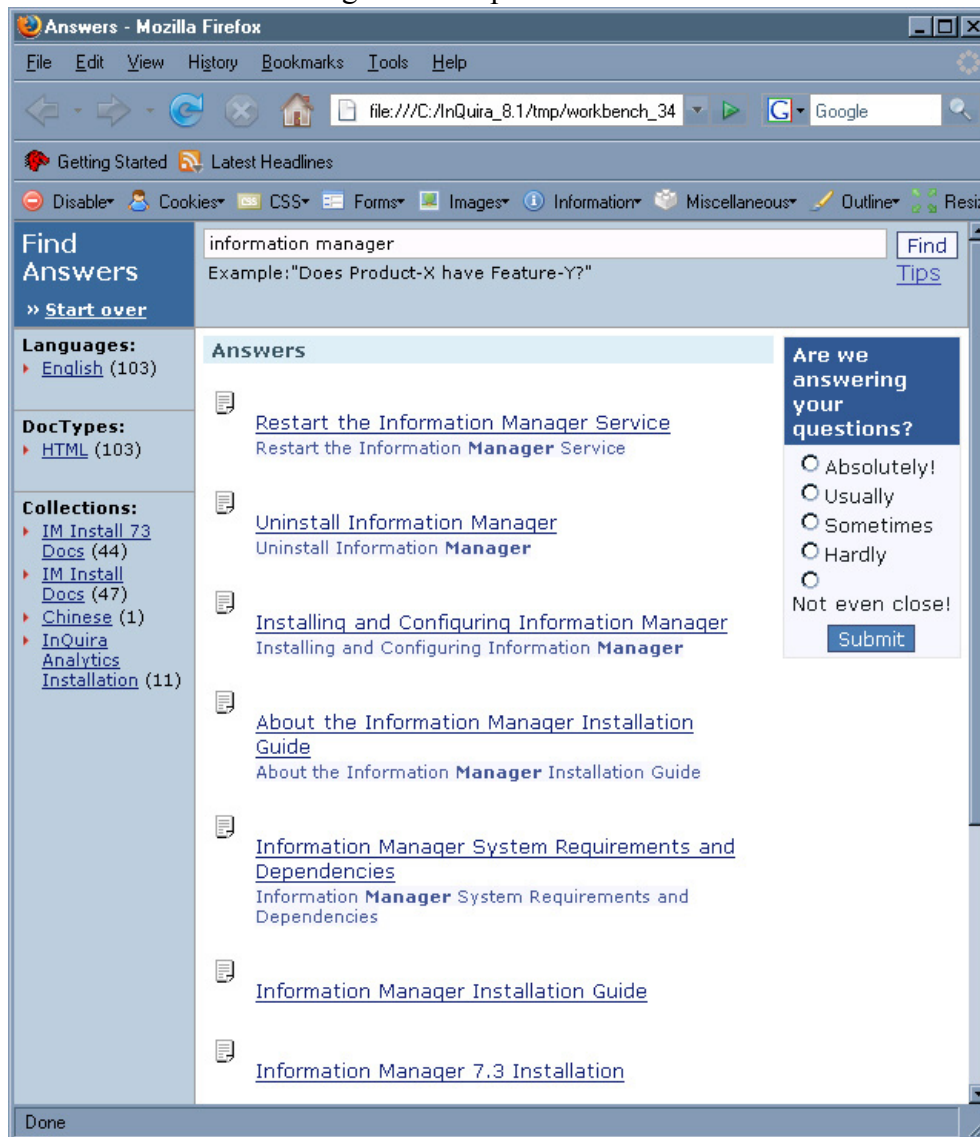 Answers - Mozilla Firefox
File Edit View History Bookmarks Tools Help
file:///C:/InQuira_8.1/tmp/workbench_34 G Google
Getting Started Latest Headlines
Disable Cookies CSS Forms Images Information Miscellaneous Outline Resiz
Find Answers
» Start over
information manager Find
Example:"Does Product-X have Feature-Y?" Tips
Languages:
English (103)
DocTypes:
HTML (103)
Collections:
IM Install 73
Docs (44)
IM Install
Docs (47)
Chinese (1)
InQuira
Analytics
Installation (11)
Answers
Restart the Information Manager Service
Restart the Information Manager Service
Uninstall Information Manager
Uninstall Information Manager
Installing and Configuring Information Manager
Installing and Configuring Information Manager
About the Information Manager Installation
Guide
About the Information Manager Installation Guide
Information Manager System Requirements and
Dependencies
Information Manager System Requirements and
Dependencies
Information Manager Installation Guide
Information Manager 7.3 Installation
Are we
answering
your
questions?
Absolutely!
Usually
Sometimes
Hardly
Not even close!
Submit
Done